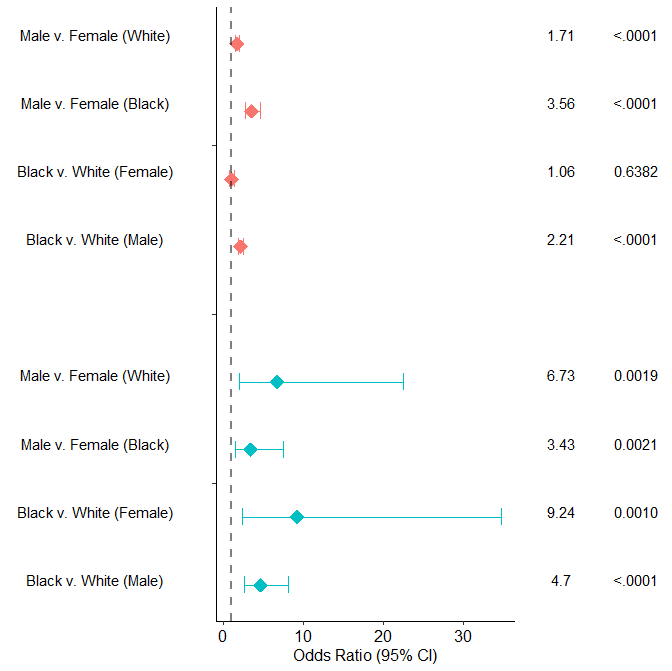 Male v. Female (White) 1.71 <.0001
Male v. Female (Black) 3.56 <.0001
Black v. White (Female) 1.06 0.6382
Black v. White (Male) 2.21 <.0001
Male v. Female (White) 6.73 0.0019
Male v. Female (Black) 3.43 0.0021
Black v. White (Female) 9.24 0.0010
Black v. White (Male) 4.7 <.0001
0 10 20 30
Odds Ratio (95% CI)